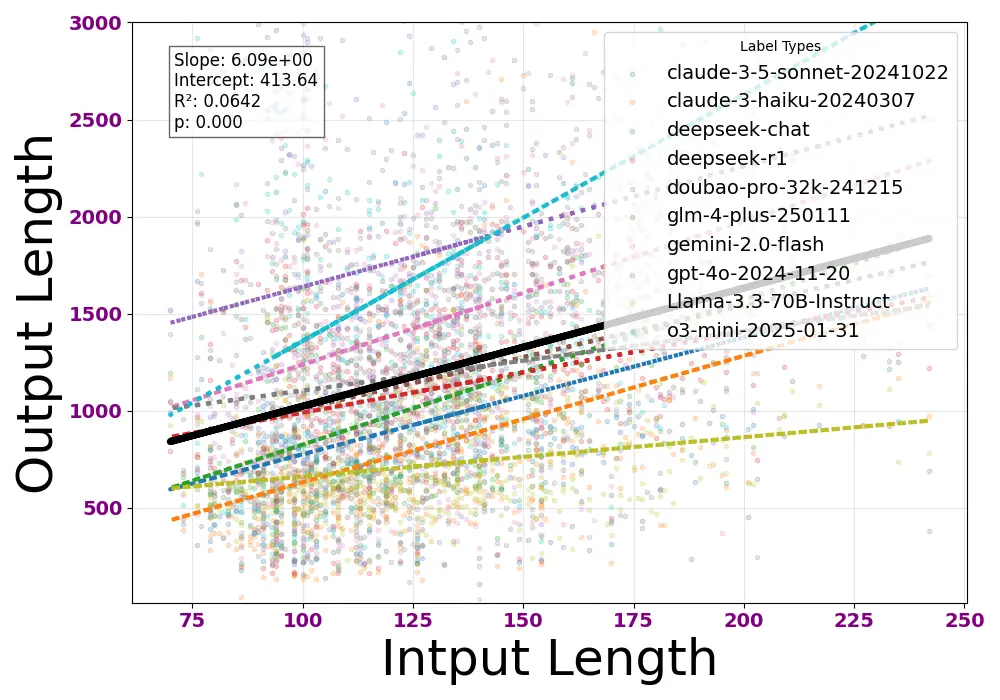 Slope: 6.09e+00
Intercept: 413.64
R²: 0.0642
p: 0.000
Label Types
claude-3-5-sonnet-20241022
claude-3-haiku-20240307
deepseek-chat
deepseek-r1
doubao-pro-32k-241215
glm-4-plus-250111
gemini-2.0-flash
gpt-4o-2024-11-20
Llama-3.3-70B-Instruct
o3-mini-2025-01-31
Output Length
3000
2500
2000
1500
1000
500
75
100
125
150
175
200
225
250
Intput Length